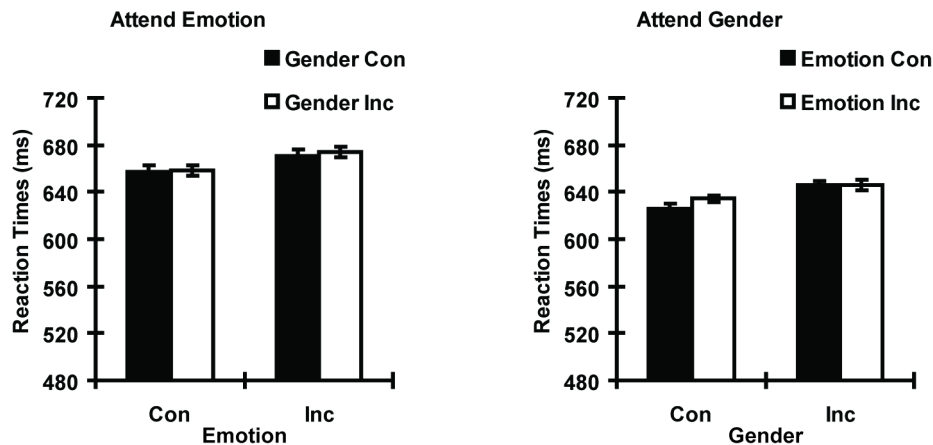 Attend Emotion
Gender Con
Gender Inc
Reaction Times (ms)
720
680
640
600
560
520
480
Con Inc
Emotion
Attend Gender
Emotion Con
Emotion Inc
Reaction Times (ms)
720
680
640
600
560
520
480
Con Inc
Gender